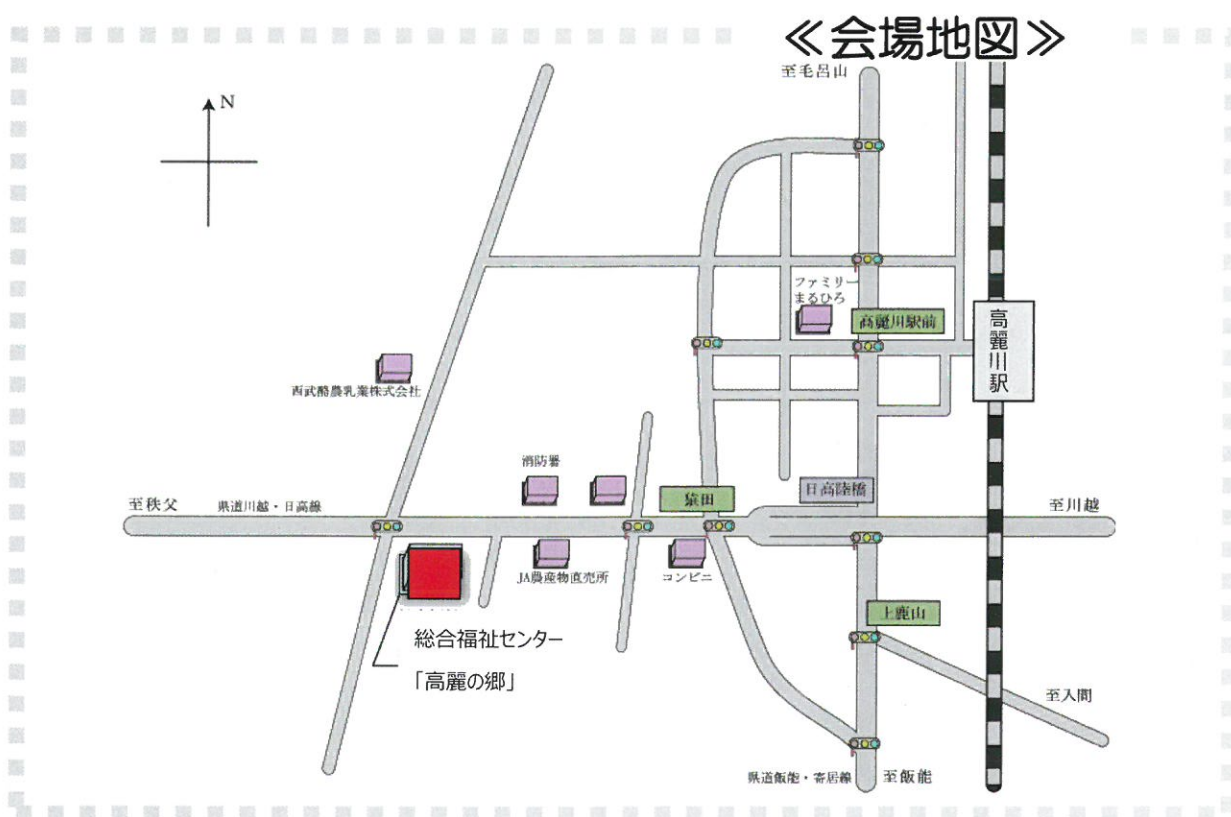 ≪会場地図≫
至毛呂山
N
ファミリー
まるひろ
高麗川駅前
高麗川駅
西武酪農乳業株式会社
消防署
猿田
日高陸橋
至秩父
県道川越・日高線
至川越
JA農産物直売所
コンビニ
上鹿山
総合福祉センター
「高麗の郷」
至入間
県道飯能・寄居線
至飯能